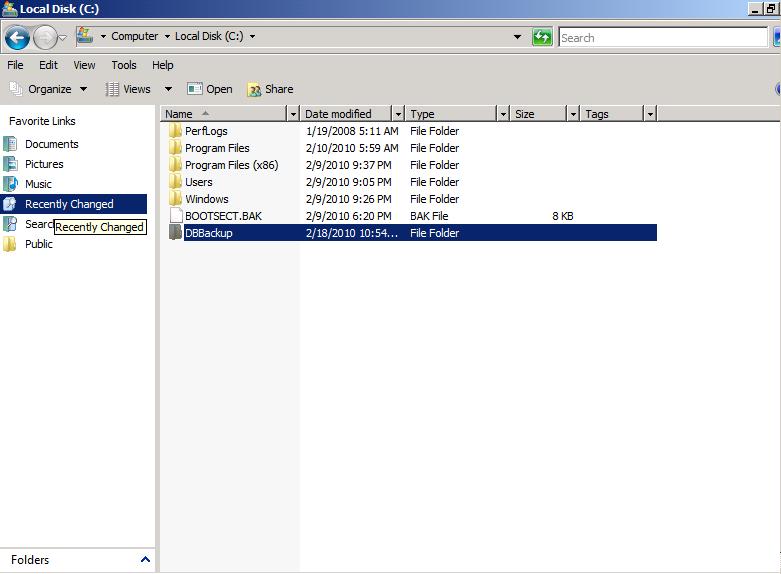 Local Disk (C:)
Computer Local Disk (C:)
Search
File Edit View Tools Help
Organize Views Open Share
Favorite Links
Documents
Pictures
Music
Recently Changed
Searc
Recently Changed
Public
Name Date modified Type Size Tags
PerfLogs 1/19/2008 5:11 AM File Folder
Program Files 2/10/2010 5:59 AM File Folder
Program Files (x86) 2/9/2010 9:37 PM File Folder
Users 2/9/2010 9:05 PM File Folder
Windows 2/9/2010 9:26 PM File Folder
BOOTSECT.BAK 2/9/2010 6:20 PM BAK File 8 KB
DBBackup 2/18/2010 10:54... File Folder
Folders